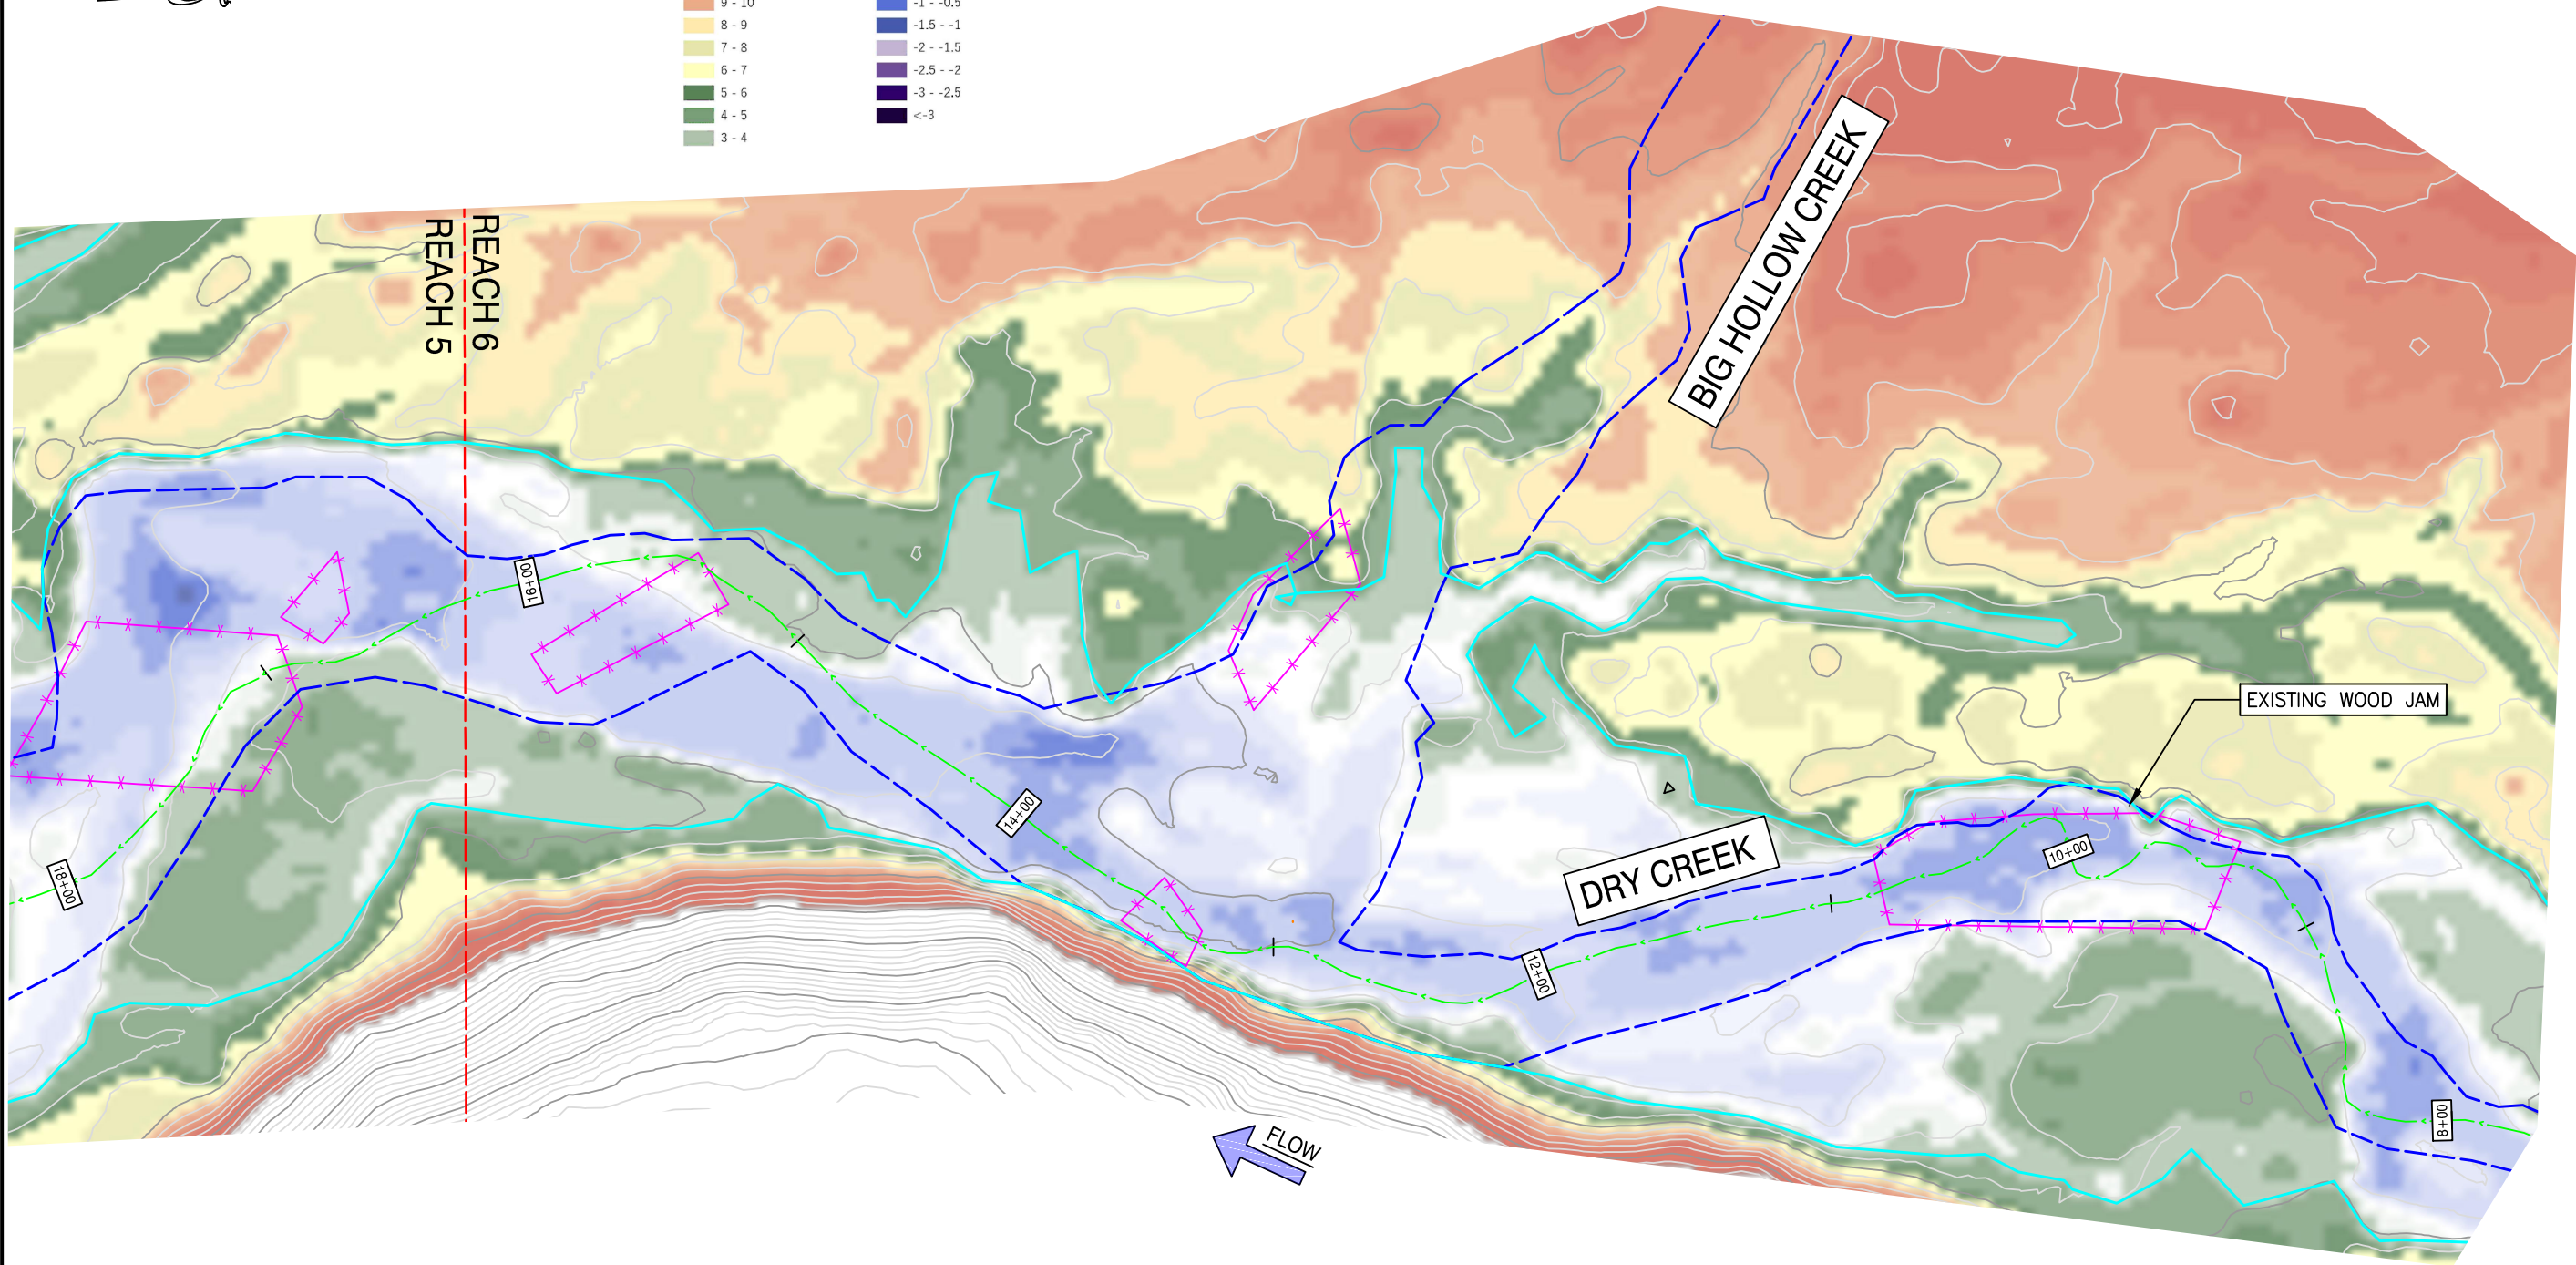 9 - 10
8 - 9
7 - 8
6 - 7
5 - 6
4 - 5
3 - 4
-1 - -0.5
-1.5 - -1
-2 - -1.5
-2.5 - -2
-3 - -2.5
<-3
REACH 6
REACH 5
BIG HOLLOW CREEK
16+00
EXISTING WOOD JAM
14+00
DRY CREEK
10+00
18+00
12+00
8+00
FLOW